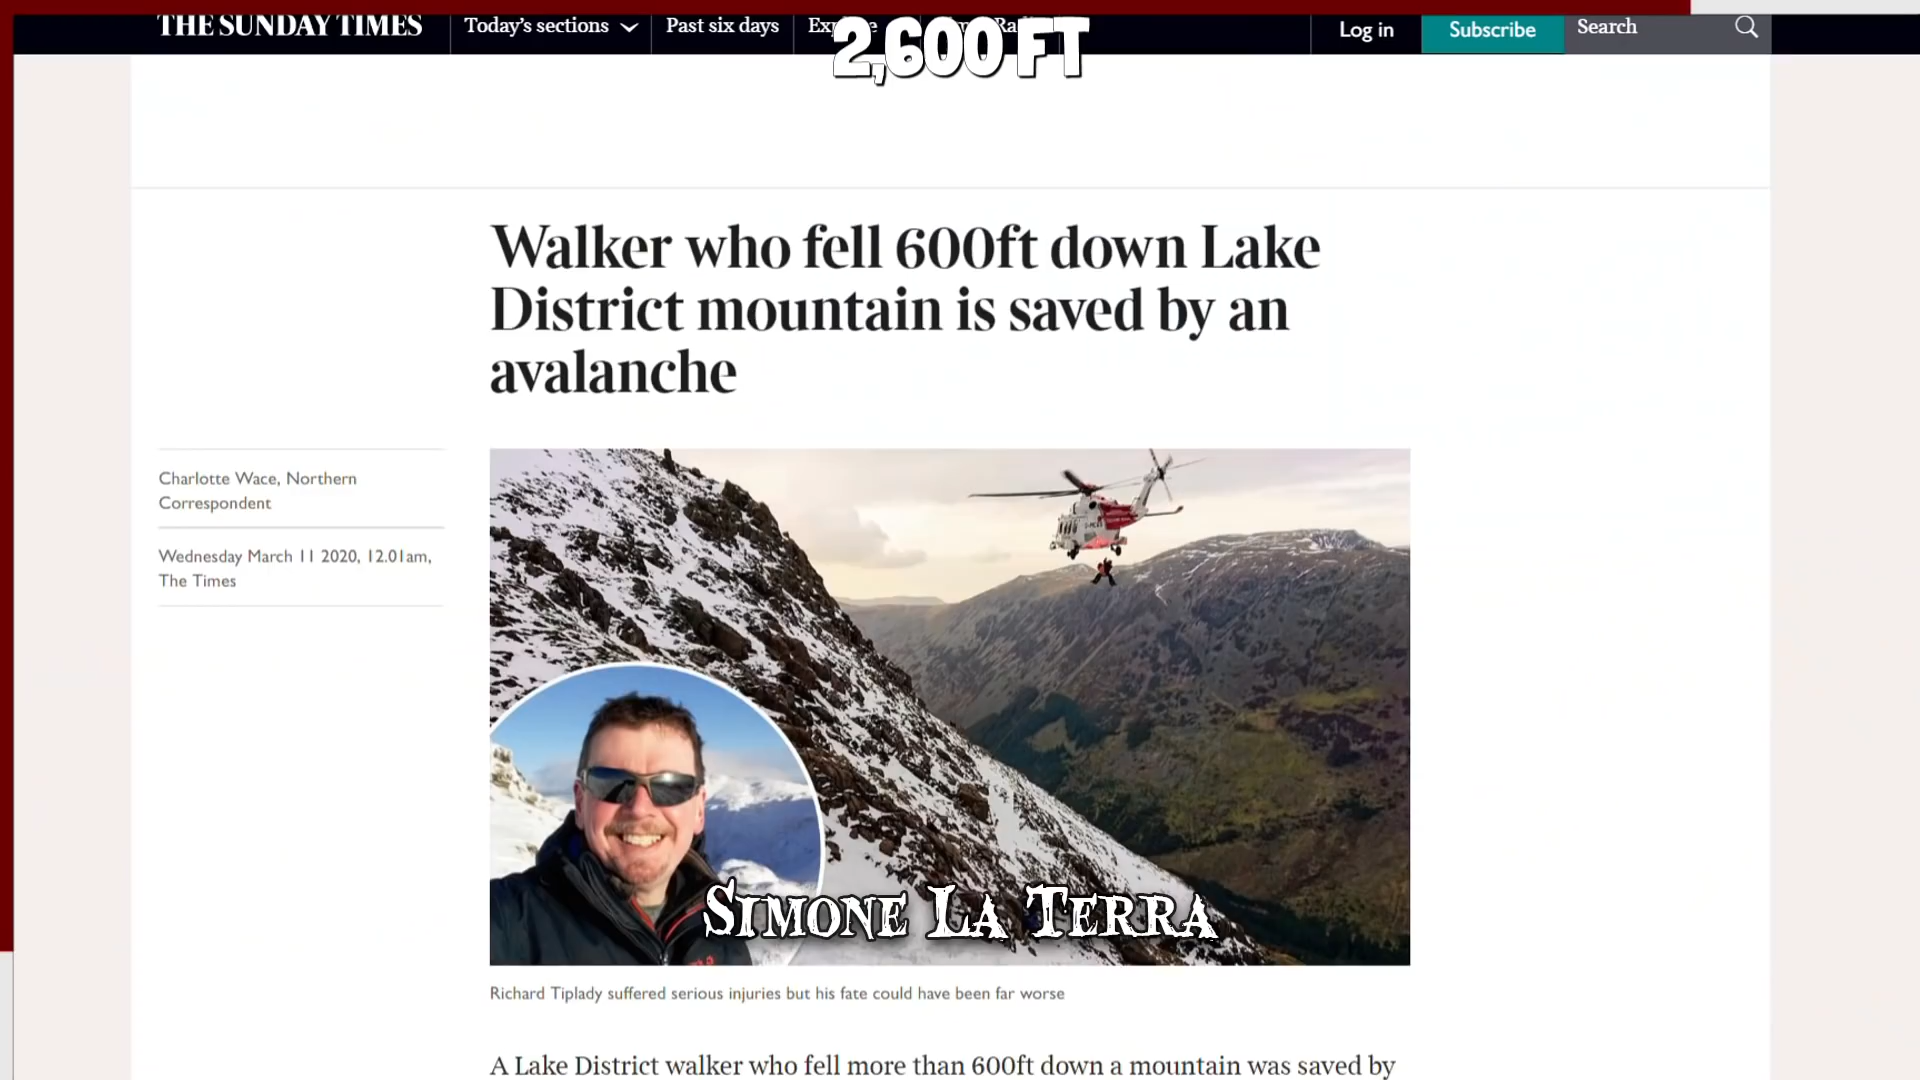 THE SUNDAY TIMES
Today's sections
Past six days
Log in
Subscribe
Search
2,600 FT
Walker who fell 600ft down Lake
District mountain is saved by an
avalanche
Charlotte Wace, Northern
Correspondent
Wednesday March 11 2020, 12.01am,
The Times
SIMONE LA TERRA
Richard Tiplady suffered serious injuries but his fate could have been far worse
A Lake District walker who fell more than 600ft down a mountain was saved by